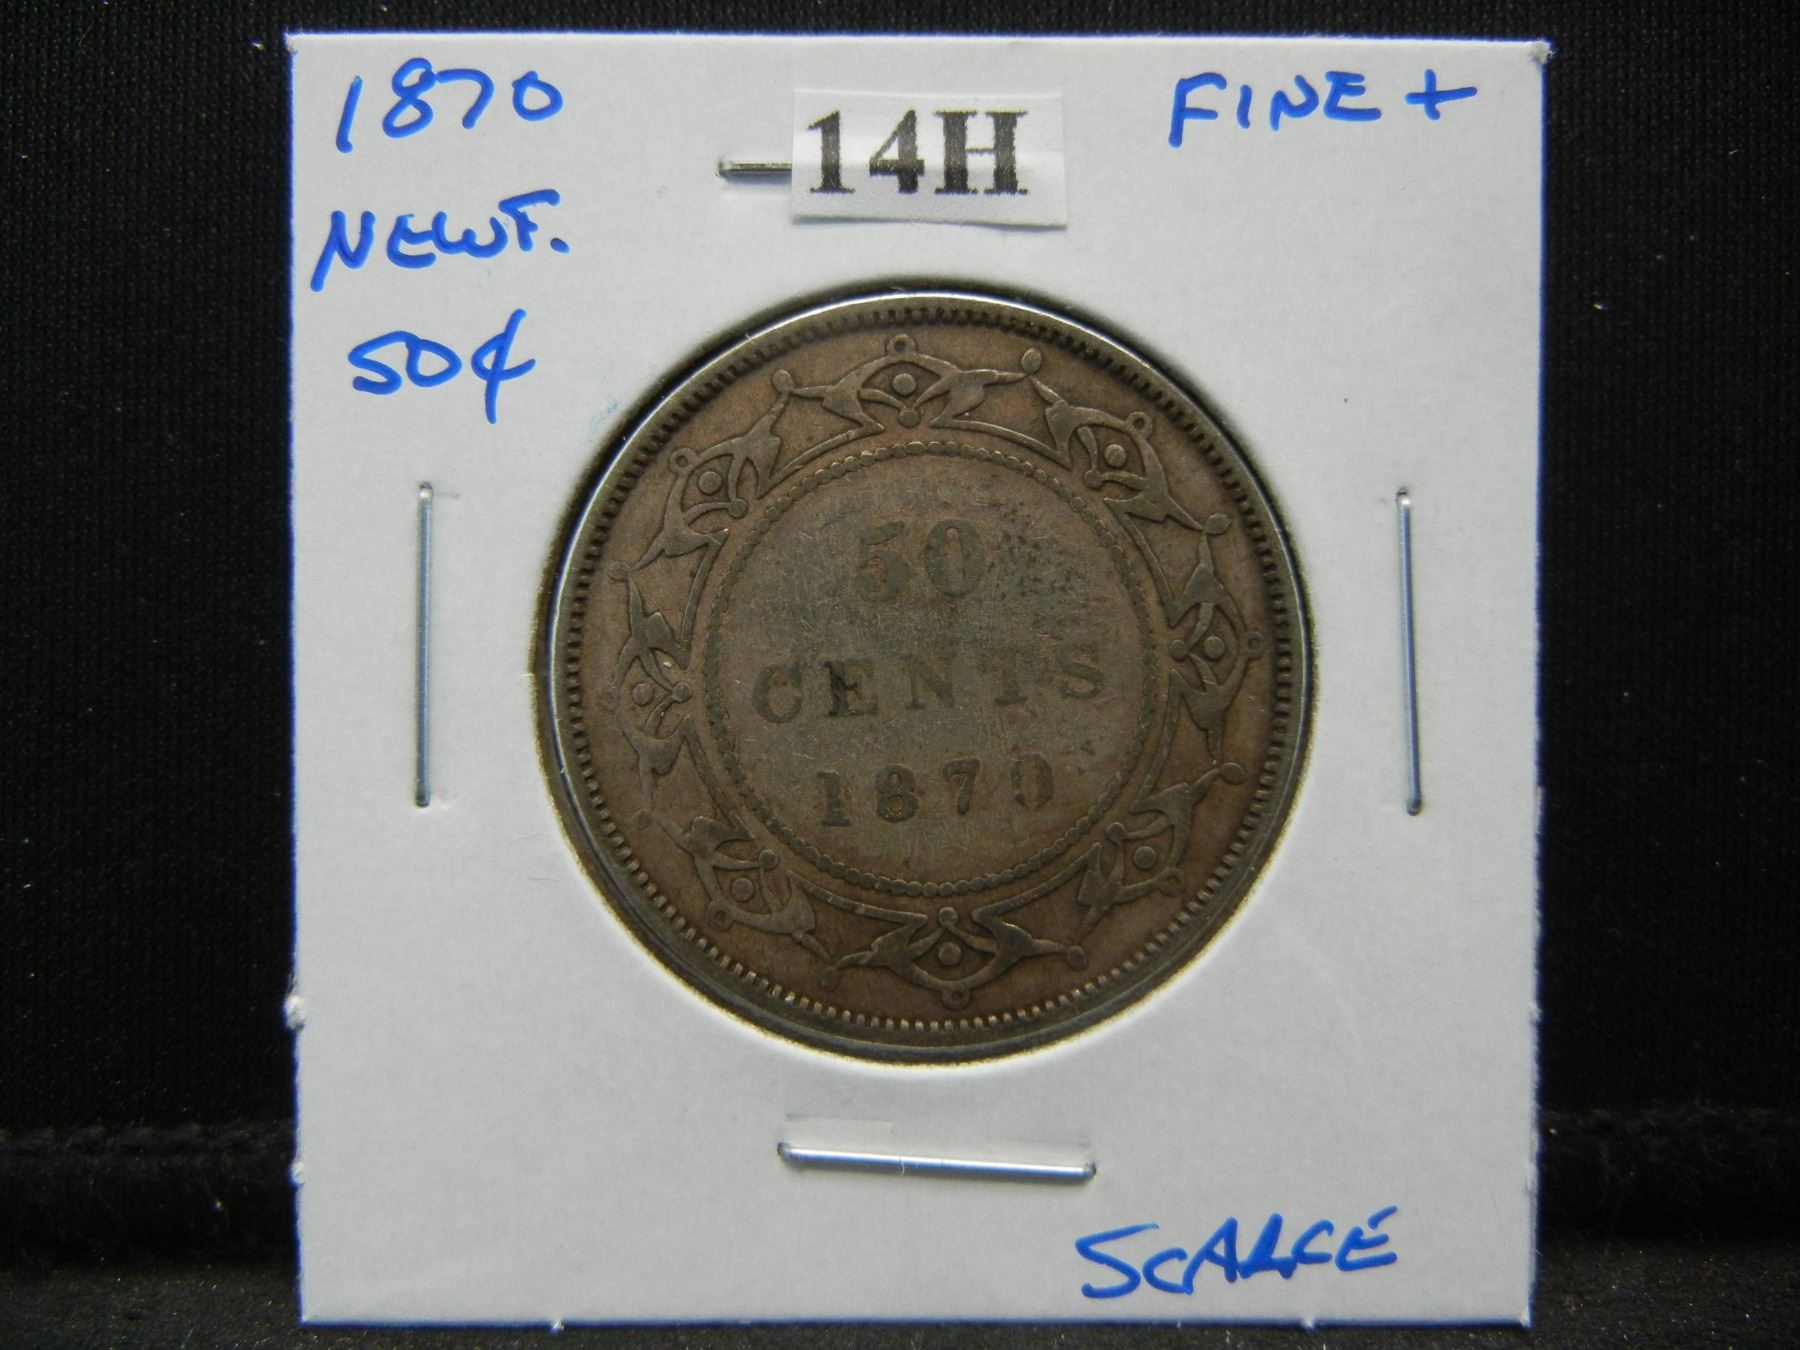 1870
NEWF.
50¢
14H
FINE +
50
CENTS
1870
SCARCE